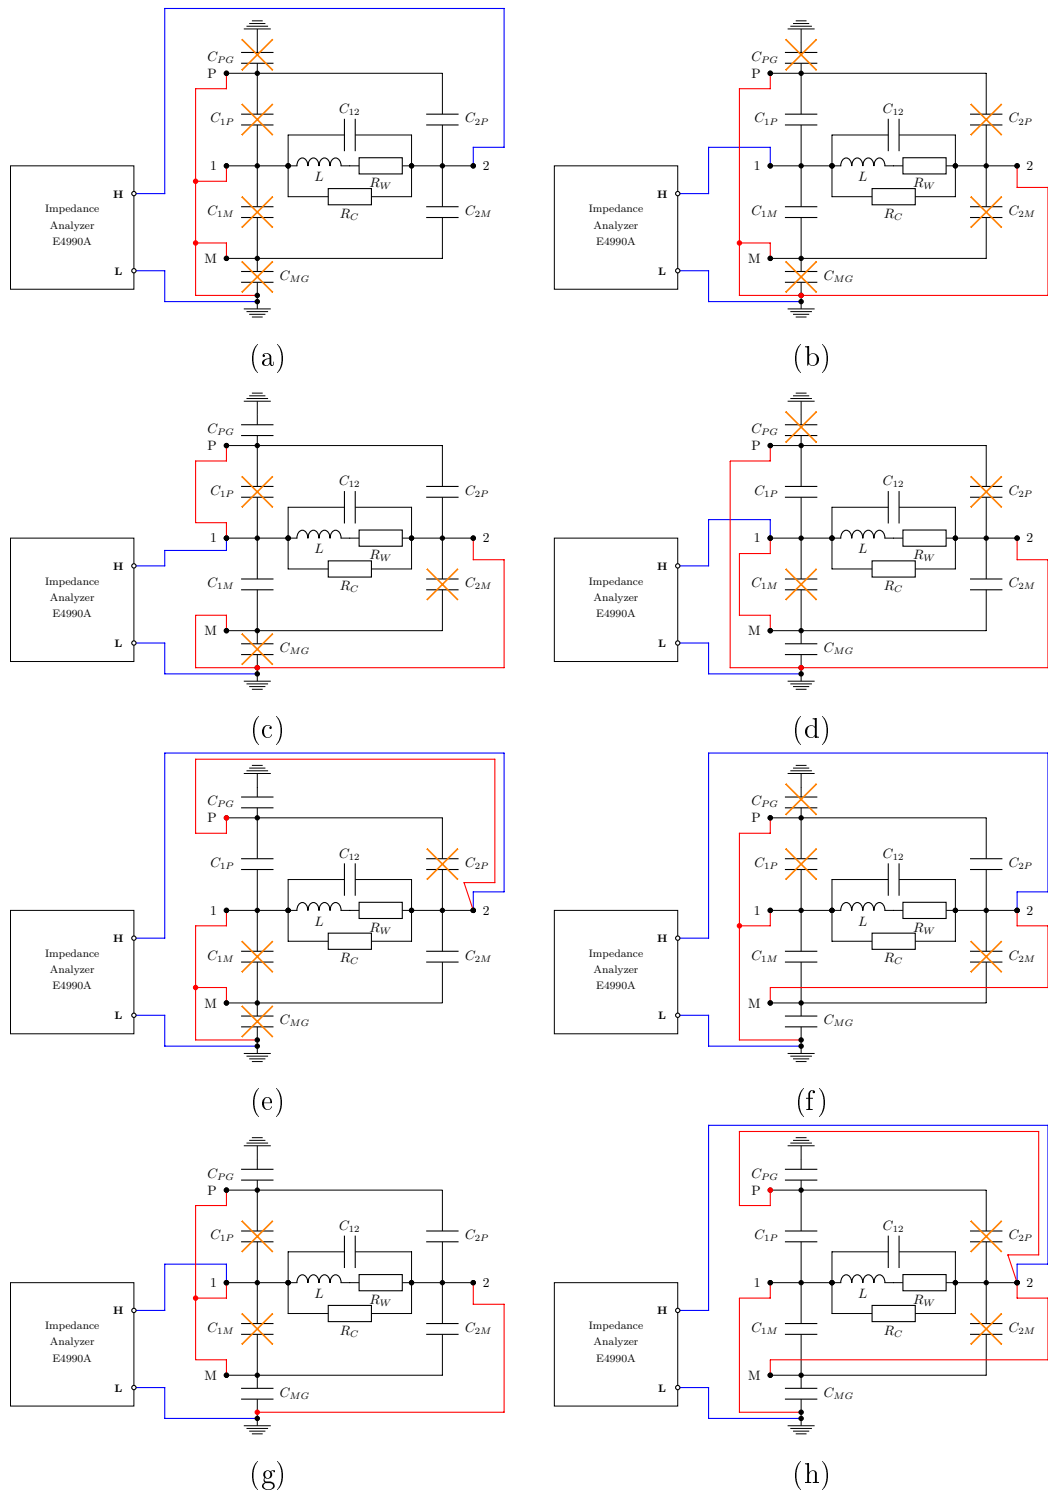 C_{PG}
P
C_{1P}
C_{12}
C_{2P}
1
2
H
L
R_W
Impedance
Analyzer
E4990A
C_{1M}
R_C
C_{2M}
M
L
C_{MG}
(a)
C_{PG}
P
C_{1P}
C_{12}
C_{2P}
1
2
H
L
R_W
Impedance
Analyzer
E4990A
C_{1M}
R_C
C_{2M}
M
L
C_{MG}
(b)
C_{PG}
P
C_{1P}
C_{12}
C_{2P}
1
2
H
L
R_W
Impedance
Analyzer
E4990A
C_{1M}
R_C
C_{2M}
M
L
C_{MG}
(c)
C_{PG}
P
C_{1P}
C_{12}
C_{2P}
1
2
H
L
R_W
Impedance
Analyzer
E4990A
C_{1M}
R_C
C_{2M}
M
L
C_{MG}
(d)
C_{PG}
P
C_{1P}
C_{12}
C_{2P}
1
2
H
L
R_W
Impedance
Analyzer
E4990A
C_{1M}
R_C
C_{2M}
M
L
C_{MG}
(e)
C_{PG}
P
C_{1P}
C_{12}
C_{2P}
1
2
H
L
R_W
Impedance
Analyzer
E4990A
C_{1M}
R_C
C_{2M}
M
L
C_{MG}
(f)
C_{PG}
P
C_{1P}
C_{12}
C_{2P}
1
2
H
L
R_W
Impedance
Analyzer
E4990A
C_{1M}
R_C
C_{2M}
M
L
C_{MG}
(g)
C_{PG}
P
C_{1P}
C_{12}
C_{2P}
1
2
H
L
R_W
Impedance
Analyzer
E4990A
C_{1M}
R_C
C_{2M}
M
L
C_{MG}
(h)